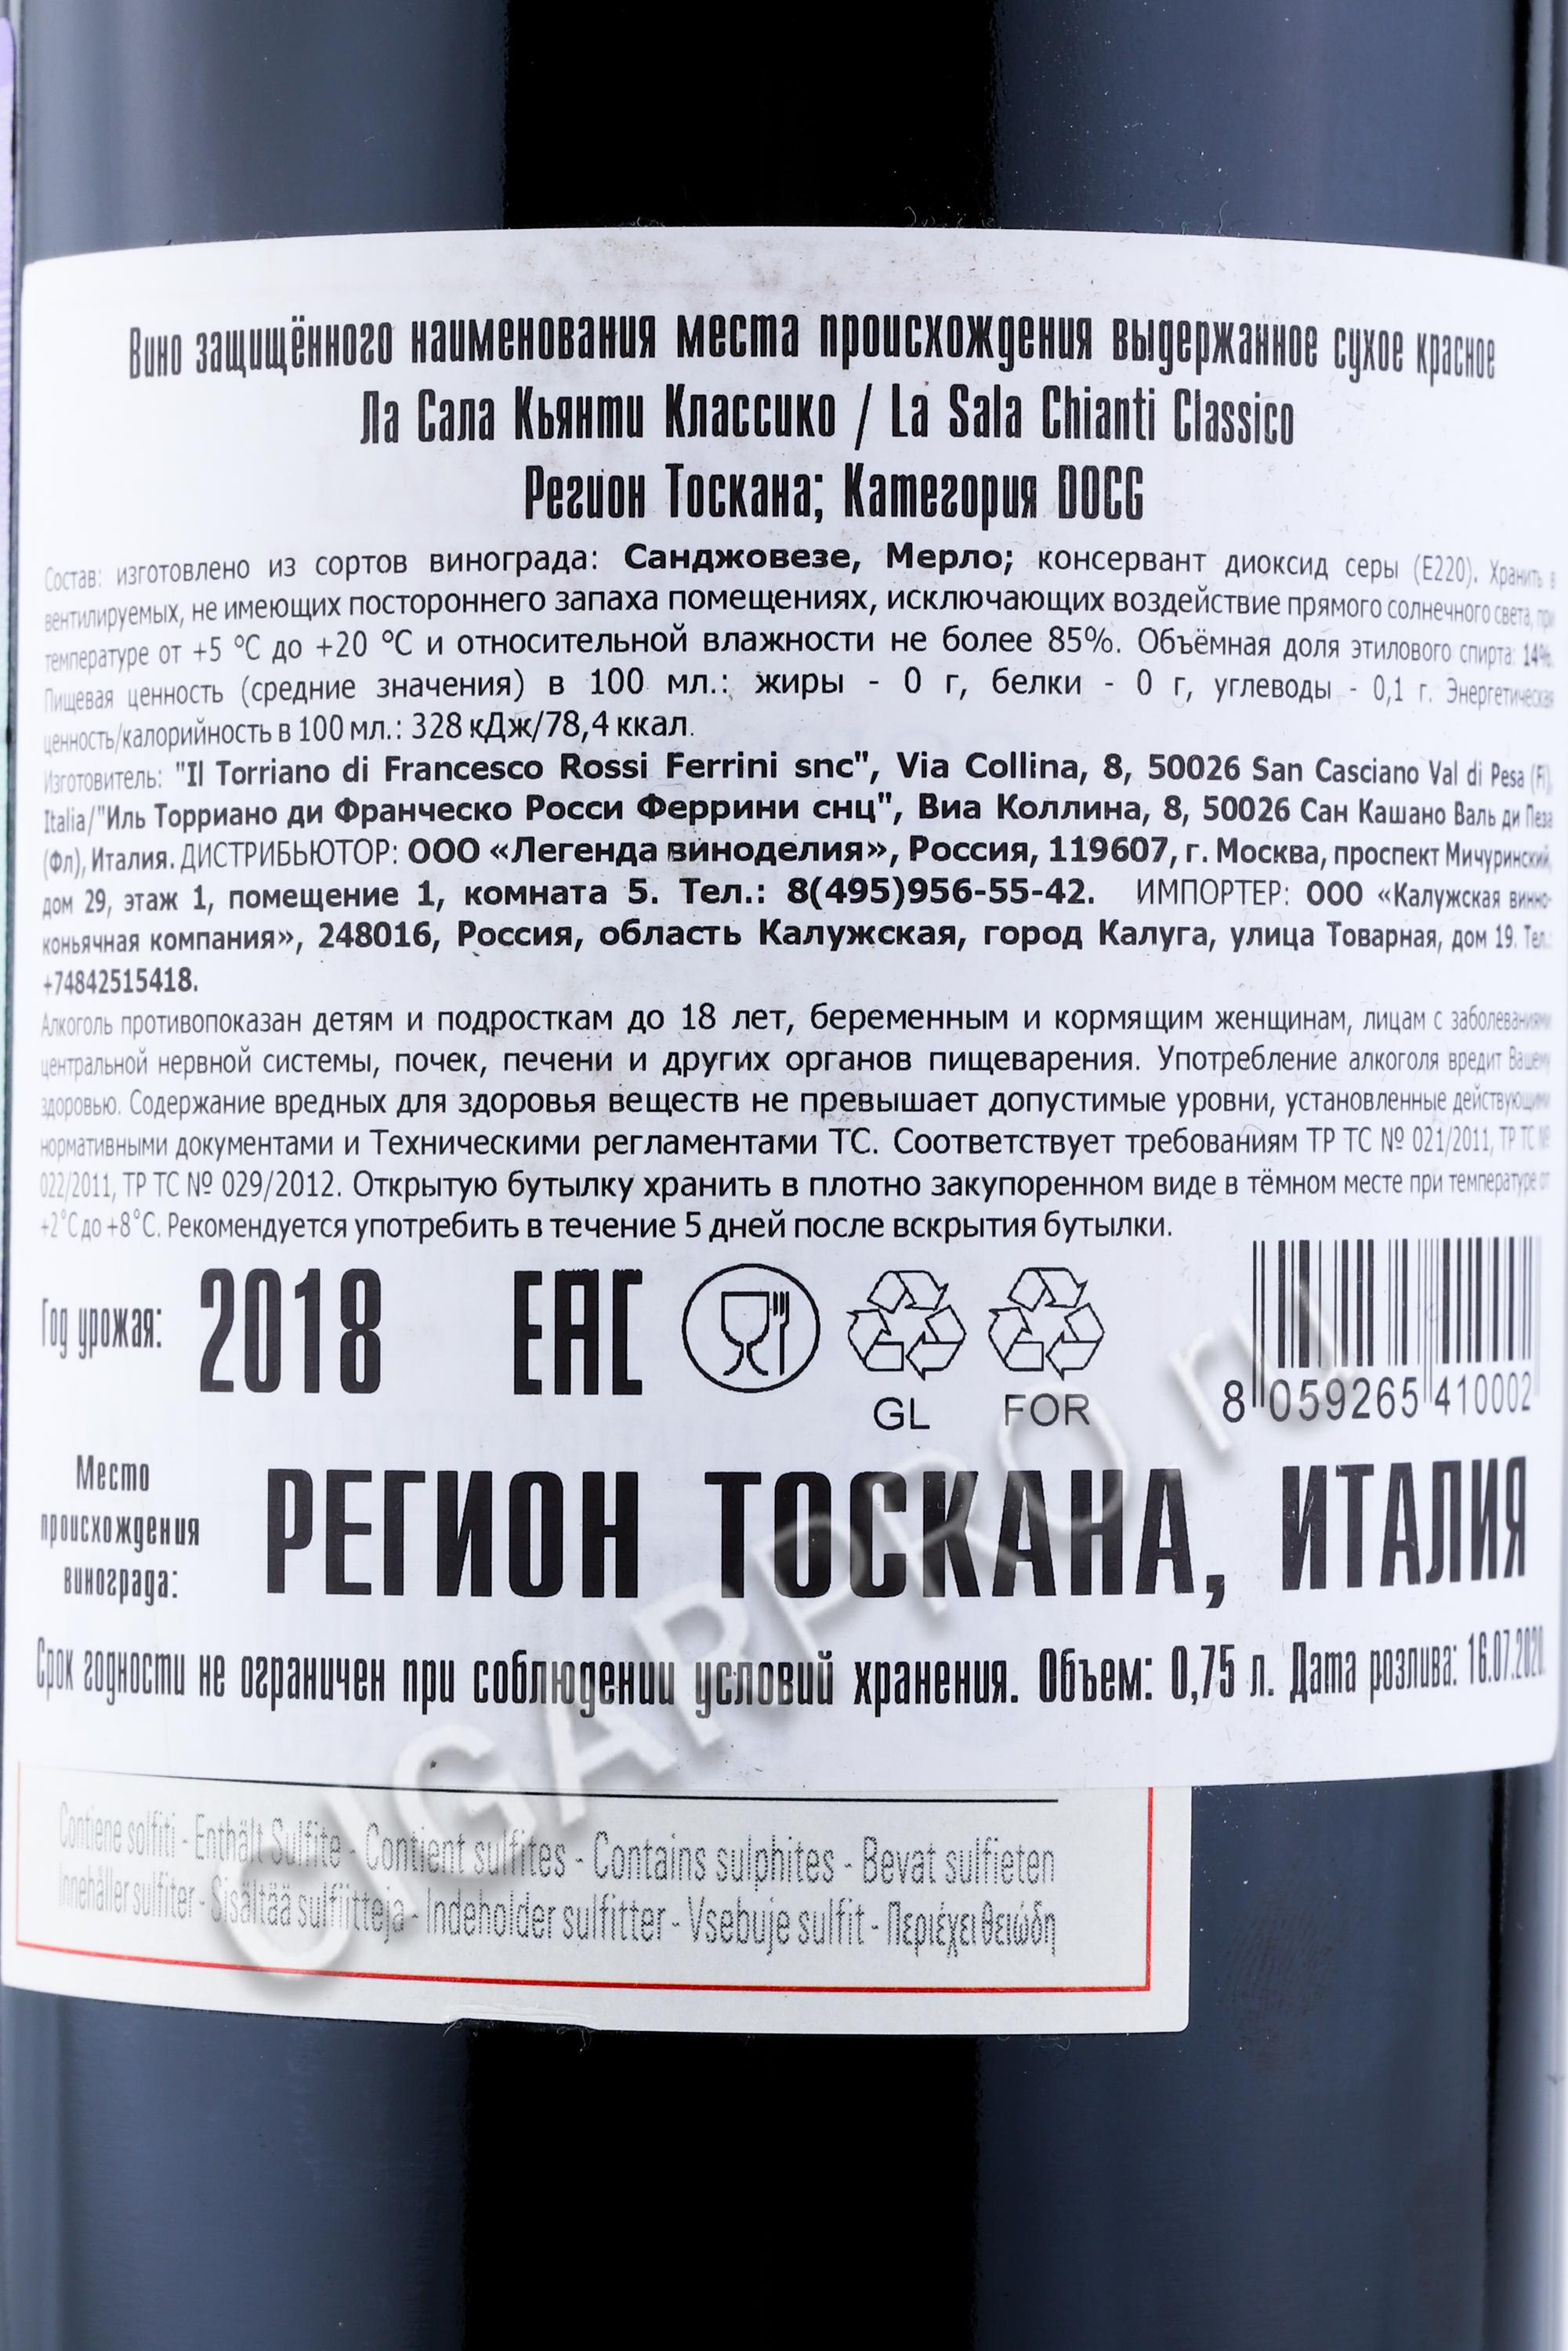 Вино защищённого наименования места происхождения выдержанное сухое красное
Ла Сала Кьянти Классико / La Sala Chianti Classico
Регион Тоскана; Категория DOCG
Состав: изготовлено из сортов винограда: Санджовезе, Мерло; консервант диоксид серы (Е220). Хранить в
вентилируемых, не имеющих постороннего запаха помещениях, исключающих воздействие прямого солнечного света, при
температуре от +5 °С до +20 °С и относительной влажности не более 85%. Объёмная доля этилового спирта: 14%.
Пищевая ценность (средние значения) в 100 мл.: жиры - 0 г, белки - 0 г, углеводы - 0,1 г. Энергетическая
ценность/калорийность в 100 мл.: 328 кДж/78,4 ккал.
Изготовитель: "Il Torriano di Francesco Rossi Ferrini snc", Via Collina, 8, 50026 San Casciano Val di Pesa (Fi),
Italia/"Иль Торриано ди Франческо Росси Феррини снц", Виа Коллина, 8, 50026 Сан Кашано Валь ди Пеза
(Фл), Италия. ДИСТРИБЬЮТОР: ООО «Легенда виноделия», Россия, 119607, г. Москва, проспект Мичуринский,
дом 29, этаж 1, помещение 1, комната 5. Тел.: 8(495)956-55-42. ИМПОРТЕР: ООО «Калужская винно-
коньячная компания», 248016, Россия, область Калужская, город Калуга, улица Товарная, дом 19. Тел.:
+74842515418.
Алкоголь противопоказан детям и подросткам до 18 лет, беременным и кормящим женщинам, лицам с заболеваниями
центральной нервной системы, почек, печени и других органов пищеварения. Употребление алкоголя вредит Вашему
здоровью. Содержание вредных для здоровья веществ не превышает допустимые уровни, установленные действующими
нормативными документами и Техническими регламентами ТС. Соответствует требованиям ТР ТС № 021/2011, ТР ТС №
022/2011, ТР ТС № 029/2012. Открытую бутылку хранить в плотно закупоренном виде в тёмном месте при температуре от
+2°С до +8°С. Рекомендуется употребить в течение 5 дней после вскрытия бутылки.
Год урожая: 2018 ЕАС
GL FOR
8 059265 410002
Место происхождения винограда: РЕГИОН ТОСКАНА, ИТАЛИЯ
Срок годности не ограничен при соблюдении условий хранения. Объем: 0,75 л. Дата розлива: 16.07.2020.
Contiene solfiti - Enthält Sulfite - Contient sulfites - Contains sulphites - Bevat sulfieten
Innehåller sulfiter - Sisältää sulfiitteja - Indeholder sulfitter - Vsebuje sulfit - Περιέχει θειώδη
CIGARPRO.ru